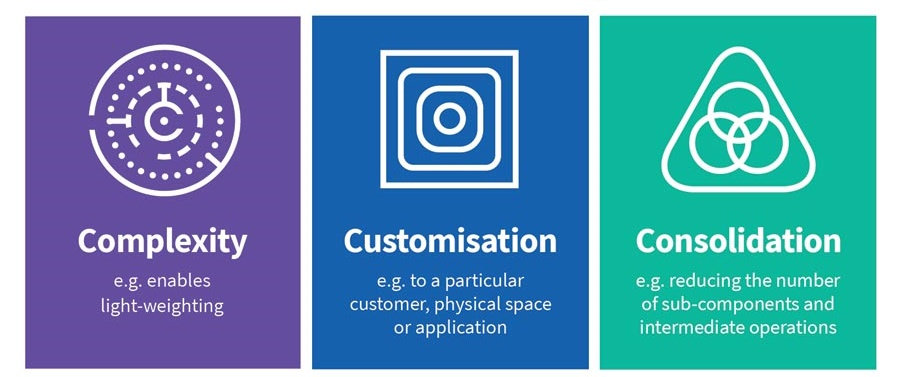 Complexity
e.g. enables
light-weighting
Customisation
e.g. to a particular
customer, physical space
or application
Consolidation
e.g. reducing the number
of sub-components and
intermediate operations